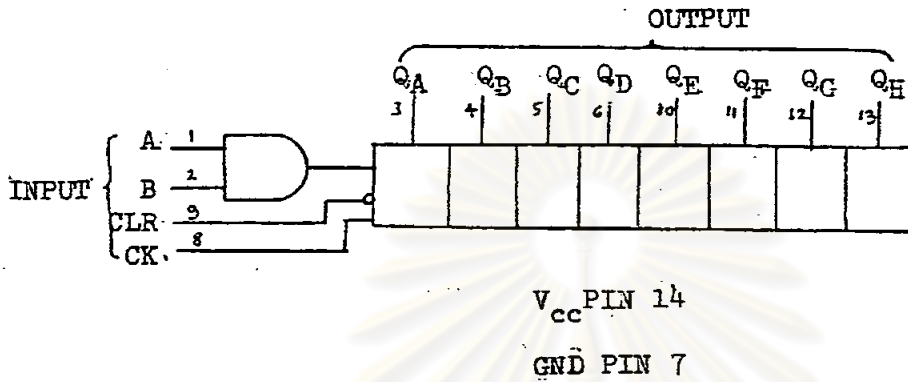 OUTPUT
QA QB QC QD QE QF QG QH
3 4 5 6 10 11 12 13
A 1
B 2
INPUT
CLR 9
CK. 8
Vcc PIN 14
GND PIN 7